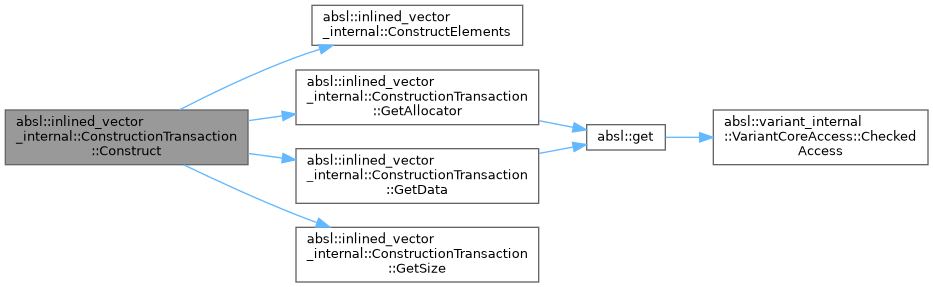 absl::inlined_vector
_internal::ConstructionTransaction
::Construct
absl::inlined_vector
_internal::ConstructElements
absl::inlined_vector
_internal::ConstructionTransaction
::GetAllocator
absl::inlined_vector
_internal::ConstructionTransaction
::GetData
absl::inlined_vector
_internal::ConstructionTransaction
::GetSize
absl::get
absl::variant_internal
::VariantCoreAccess::Checked
Access